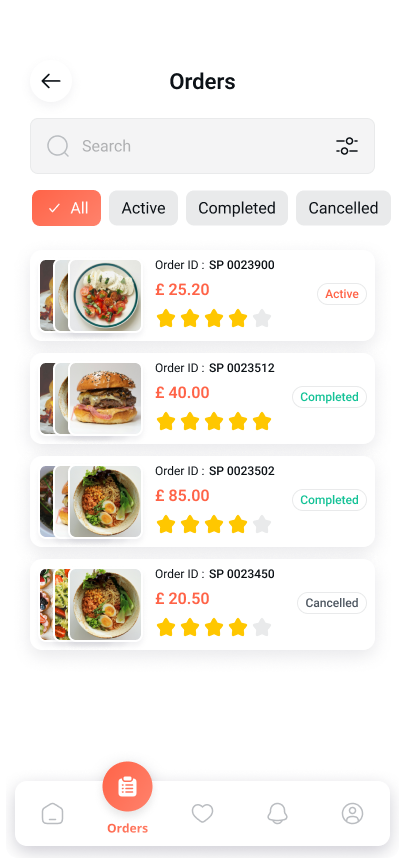 Orders
Search
All Active Completed Cancelled
Order ID : SP 0023900
£ 25.20
Active
Order ID : SP 0023512
£ 40.00
Completed
Order ID : SP 0023502
£ 85.00
Completed
Order ID : SP 0023450
£ 20.50
Cancelled
Orders